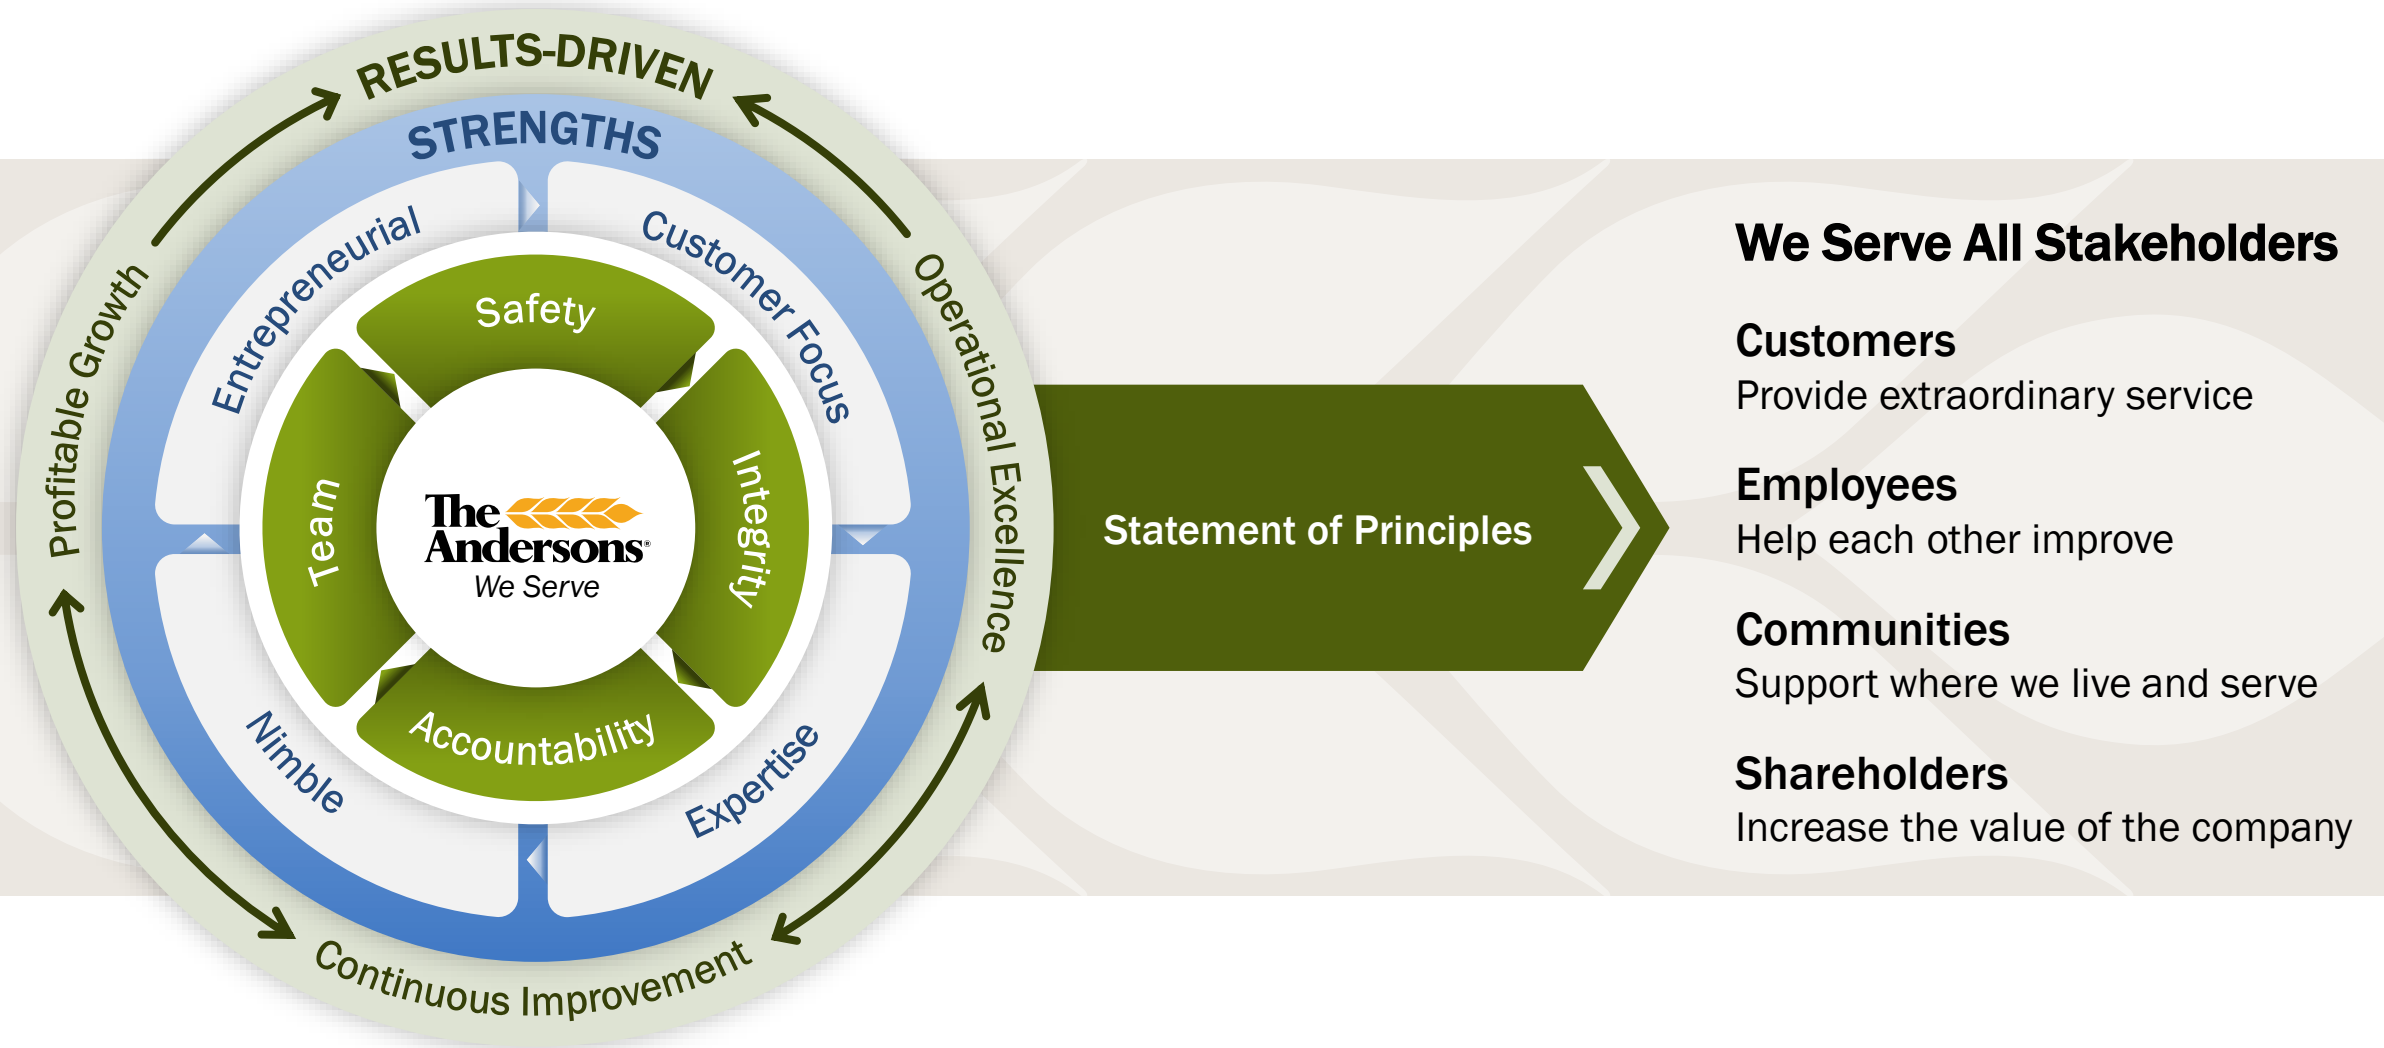 RESULTS-DRIVEN
Profitable Growth
Operational Excellence
Continuous Improvement
STRENGTHS
Entrepreneurial
Customer Focus
Nimble
Expertise
Safety
Team
Integrity
Accountability
The
Andersons®
We Serve
Statement of Principles
We Serve All Stakeholders
Customers
Provide extraordinary service
Employees
Help each other improve
Communities
Support where we live and serve
Shareholders
Increase the value of the company